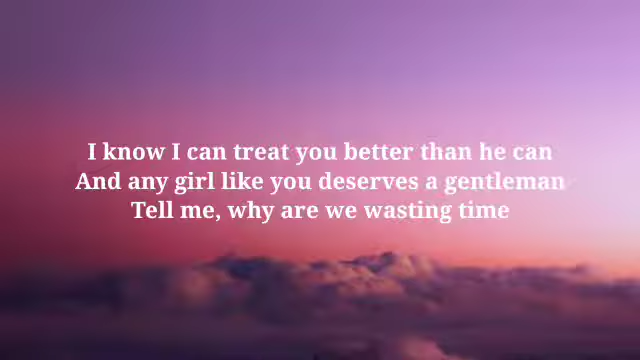 I know I can treat you better than he can
And any girl like you deserves a gentleman
Tell me, why are we wasting time